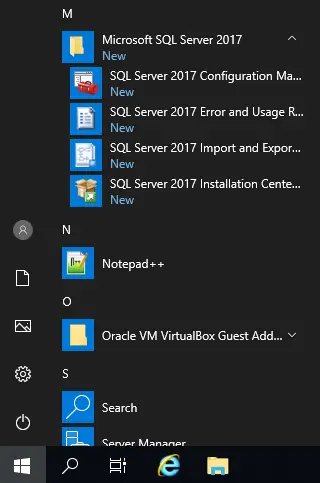 M
Microsoft SQL Server 2017
New
SQL Server 2017 Configuration Ma...
New
SQL Server 2017 Error and Usage R...
New
SQL Server 2017 Import and Expor...
New
SQL Server 2017 Installation Cente...
New
N
Notepad++
O
Oracle VM VirtualBox Guest Add...
S
Search
Server Manager